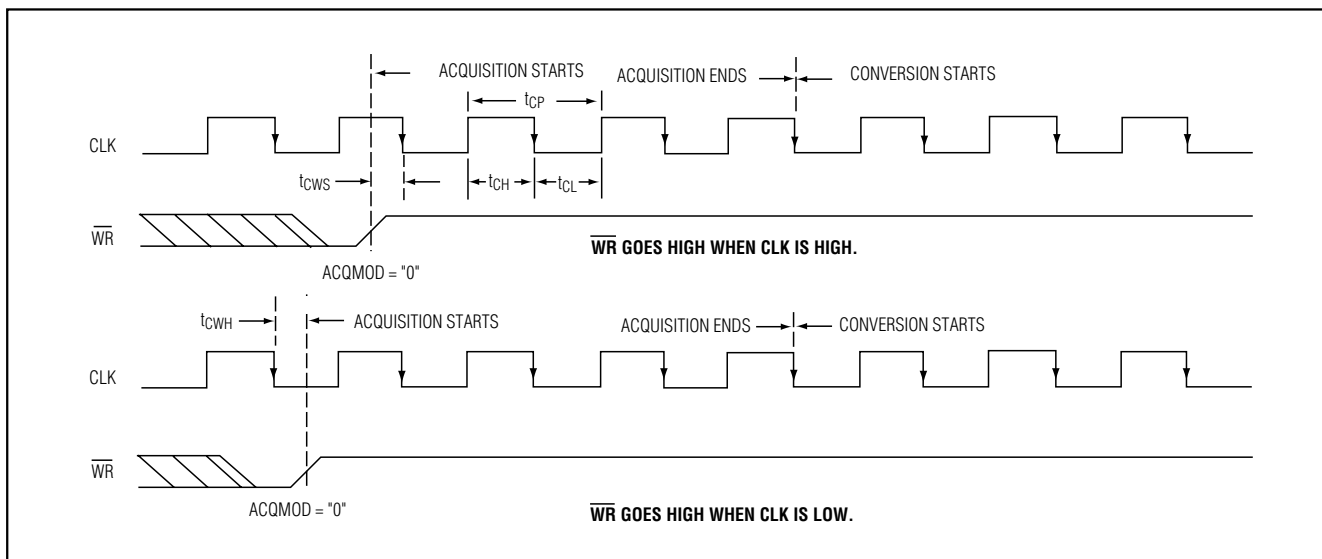 ACQUISITION STARTS
ACQUISITION ENDS
CONVERSION STARTS
tCP
CLK
tCWS
tCH
tCL
WR
WR GOES HIGH WHEN CLK IS HIGH.
ACQMOD = "0"
tCWH
ACQUISITION STARTS
ACQUISITION ENDS
CONVERSION STARTS
CLK
WR
ACQMOD = "0"
WR GOES HIGH WHEN CLK IS LOW.